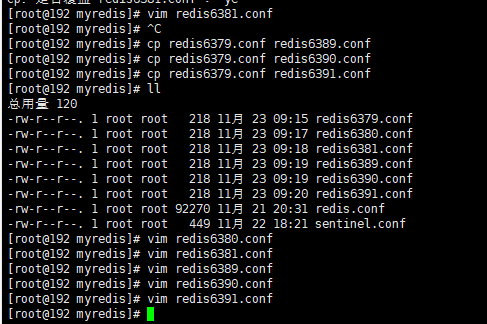 cp: 是否覆盖"redis6381.conf"? ye
[root@192 myredis]# vim redis6381.conf
[root@192 myredis]# ^C
[root@192 myredis]# cp redis6379.conf redis6389.conf
[root@192 myredis]# cp redis6379.conf redis6390.conf
[root@192 myredis]# cp redis6379.conf redis6391.conf
[root@192 myredis]# ll
总用量 120
-rw-r--r--. 1 root root   218 11月 23 09:15 redis6379.conf
-rw-r--r--. 1 root root   218 11月 23 09:17 redis6380.conf
-rw-r--r--. 1 root root   218 11月 23 09:18 redis6381.conf
-rw-r--r--. 1 root root   218 11月 23 09:19 redis6389.conf
-rw-r--r--. 1 root root   218 11月 23 09:19 redis6390.conf
-rw-r--r--. 1 root root   218 11月 23 09:20 redis6391.conf
-rw-r--r--. 1 root root 92270 11月 21 20:31 redis.conf
-rw-r--r--. 1 root root   449 11月 22 18:21 sentinel.conf
[root@192 myredis]# vim redis6380.conf
[root@192 myredis]# vim redis6381.conf
[root@192 myredis]# vim redis6389.conf
[root@192 myredis]# vim redis6390.conf
[root@192 myredis]# vim redis6391.conf
[root@192 myredis]#